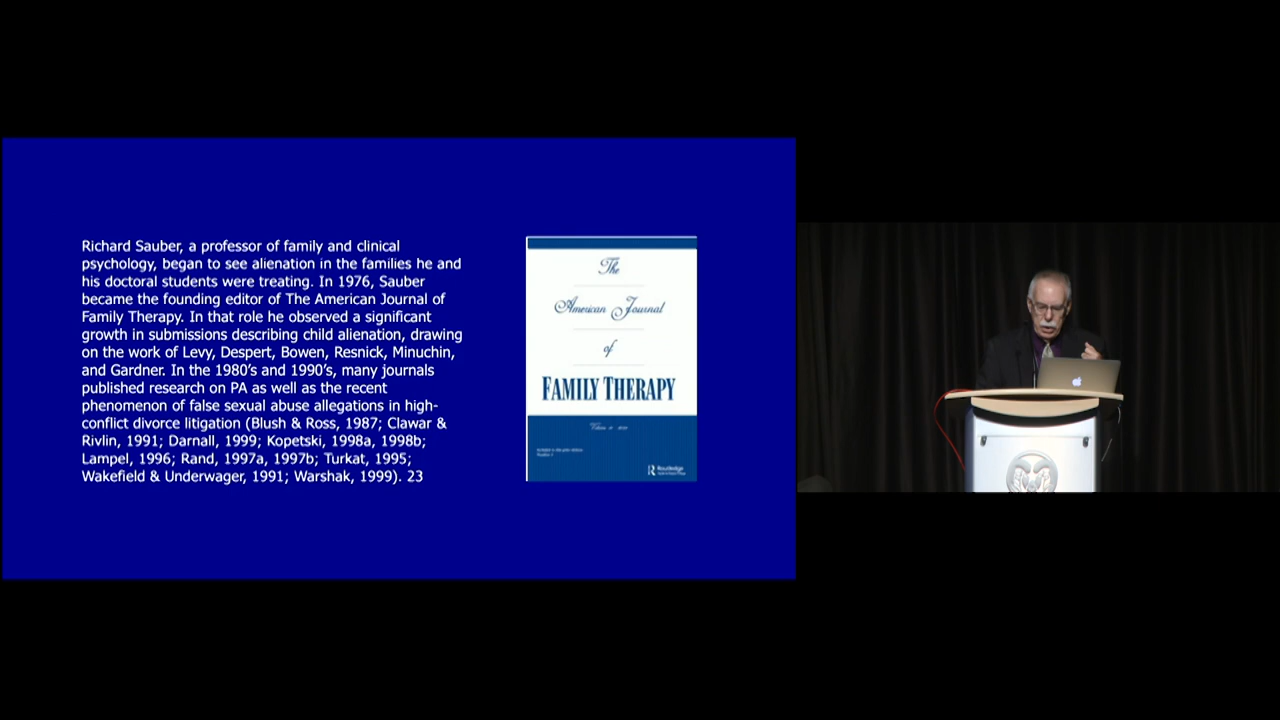 Richard Sauber, a professor of family and clinical
psychology, began to see alienation in the families he and
his doctoral students were treating. In 1976, Sauber
became the founding editor of The American Journal of
Family Therapy. In that role he observed a significant
growth in submissions describing child alienation, drawing
on the work of Levy, Despert, Bowen, Resnick, Minuchin,
and Gardner. In the 1980’s and 1990’s, many journals
published research on PA as well as the recent
phenomenon of false sexual abuse allegations in high-
conflict divorce litigation (Blush & Ross, 1987; Clawar &
Rivlin, 1991; Darnall, 1999; Kopetski, 1998a, 1998b;
Lampel, 1996; Rand, 1997a, 1997b; Turkat, 1995;
Wakefield & Underwager, 1991; Warshak, 1999). 23
The
American Journal
of
FAMILY THERAPY
Routledge